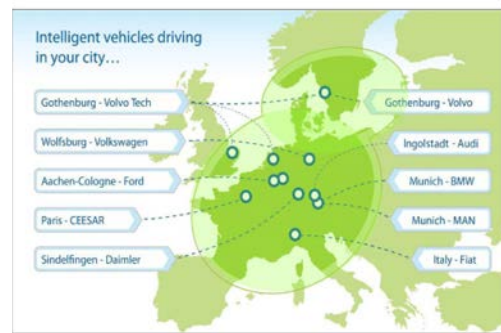 Intelligent vehicles driving
in your city...
Gothenburg - Volvo Tech
Gothenburg - Volvo
Wolfsburg - Volkswagen
Ingolstadt - Audi
Aachen-Cologne - Ford
Munich - BMW
Paris - CEESAR
Munich - MAN
Sindelfingen - Daimler
Italy - Fiat